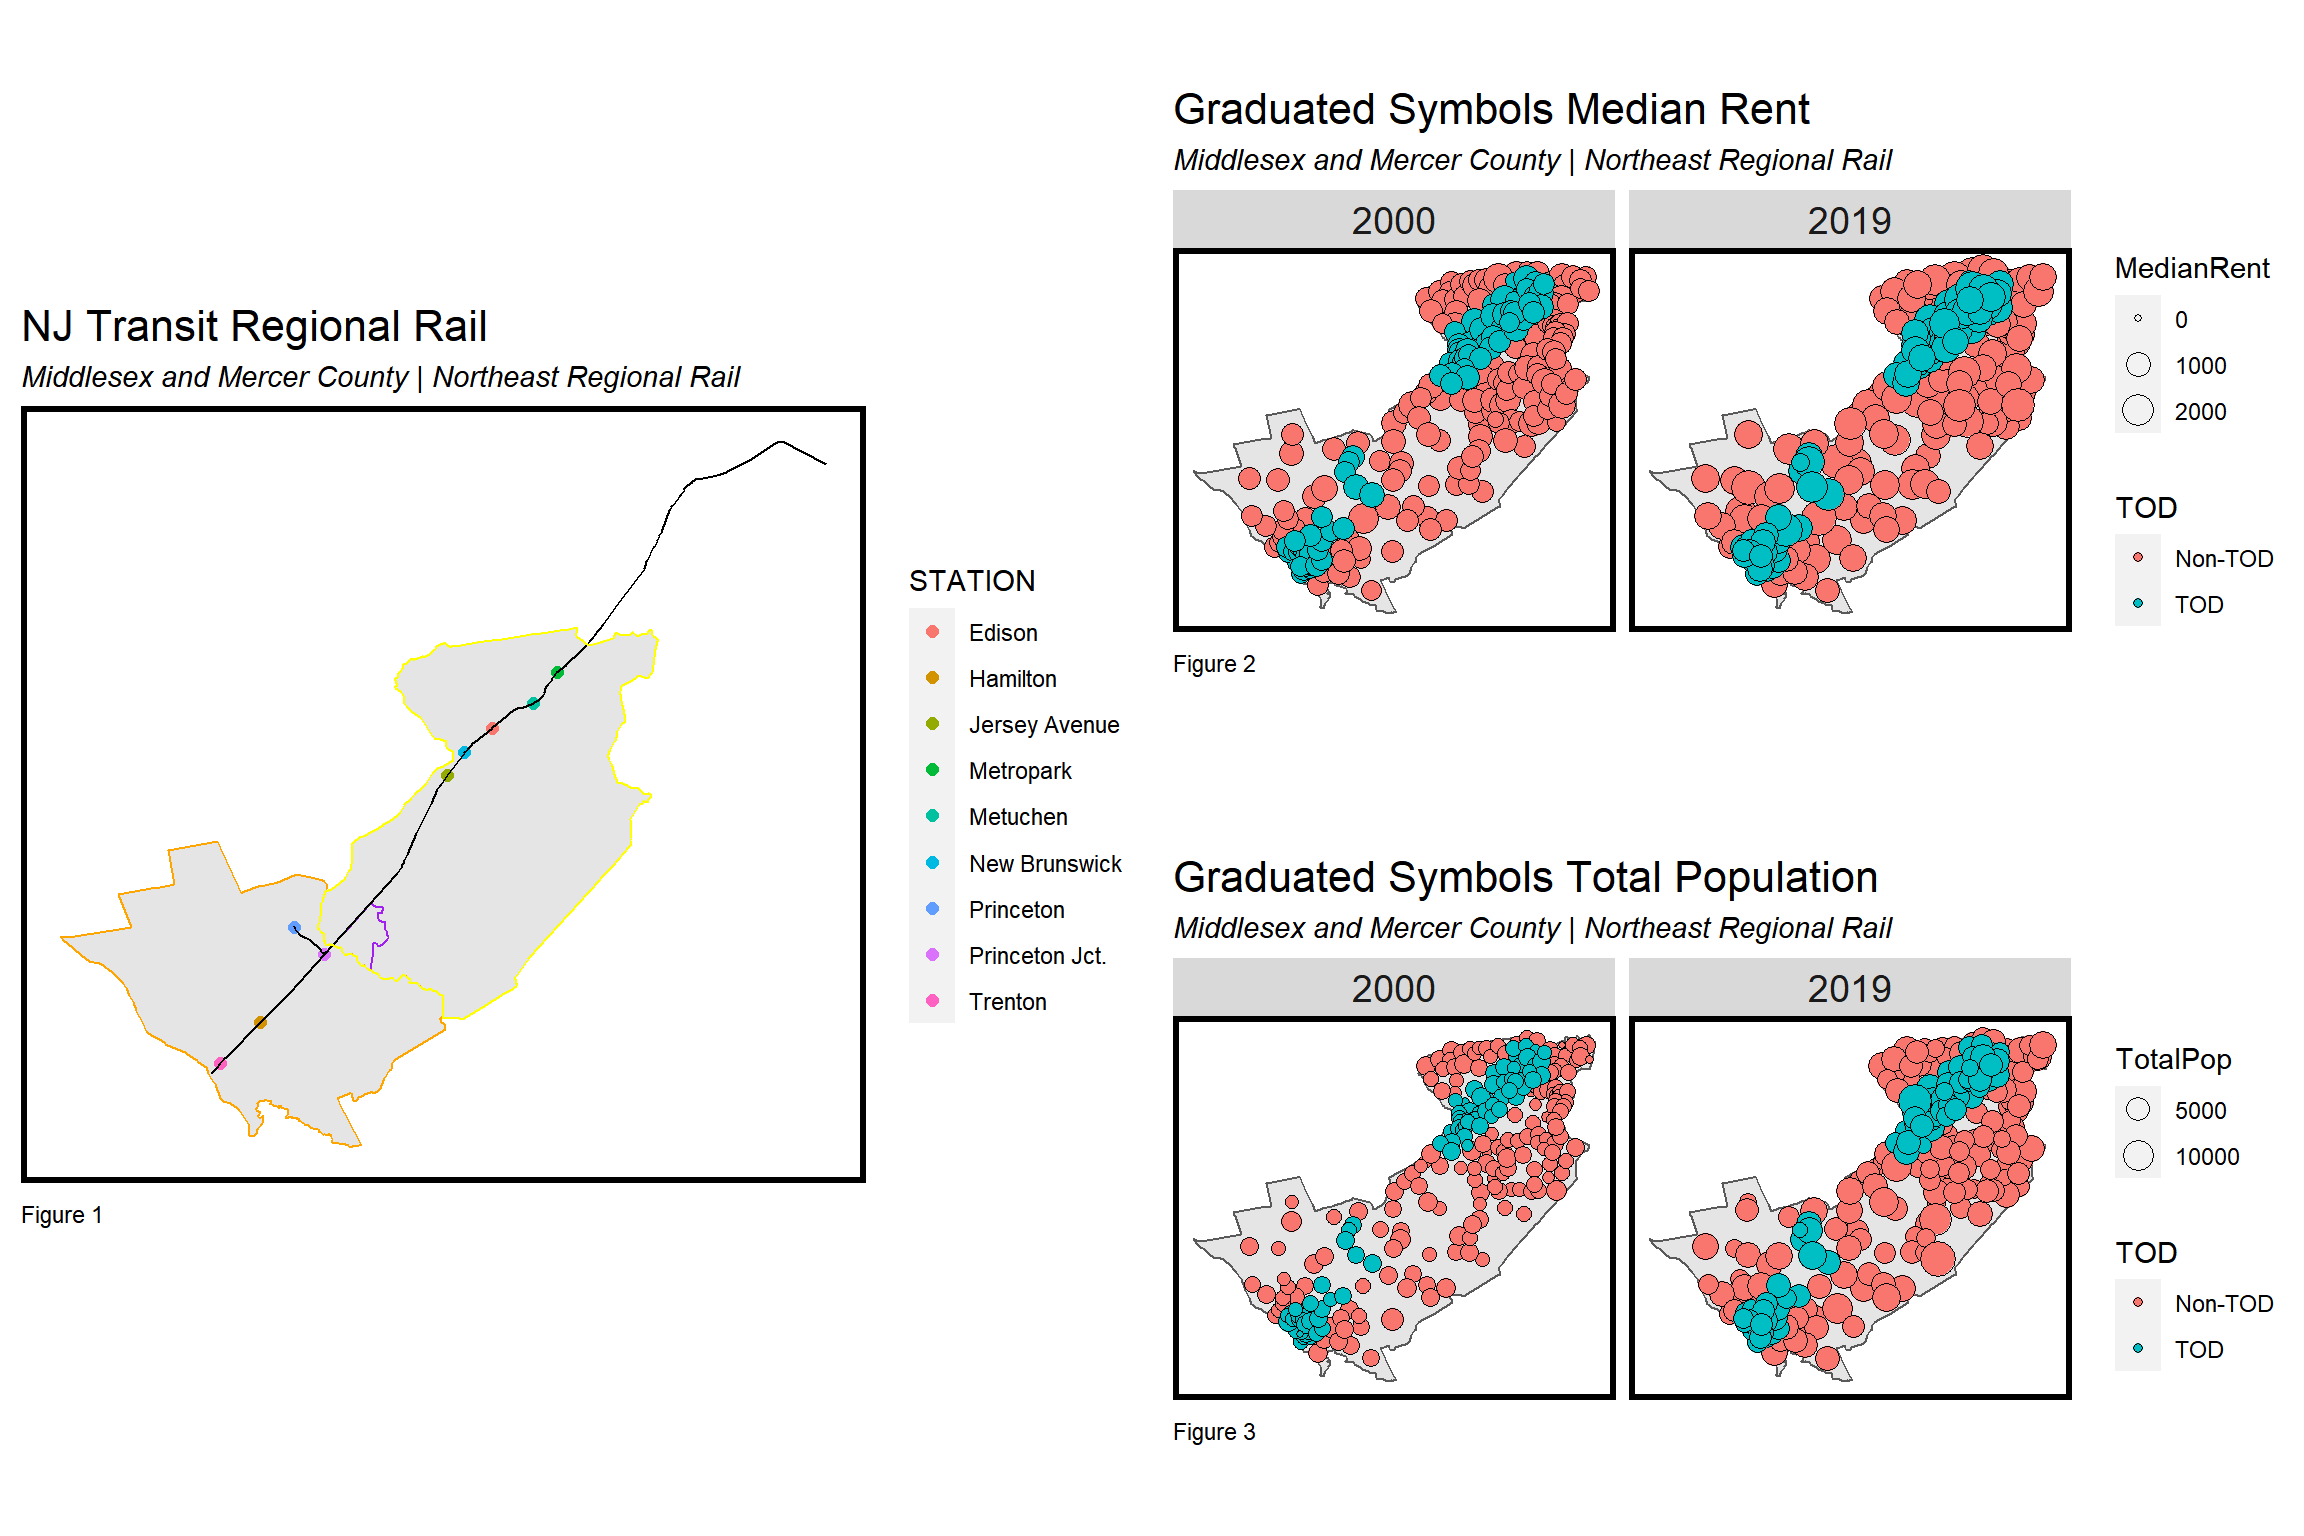 NJ Transit Regional Rail
Middlesex and Mercer County | Northeast Regional Rail
STATION
Edison
Hamilton
Jersey Avenue
Metropark
Metuchen
New Brunswick
Princeton
Princeton Jct.
Trenton
Figure 1
Graduated Symbols Median Rent
Middlesex and Mercer County | Northeast Regional Rail
2000
2019
MedianRent
0
1000
2000
TOD
Non-TOD
TOD
Figure 2
Graduated Symbols Total Population
Middlesex and Mercer County | Northeast Regional Rail
2000
2019
TotalPop
5000
10000
TOD
Non-TOD
TOD
Figure 3